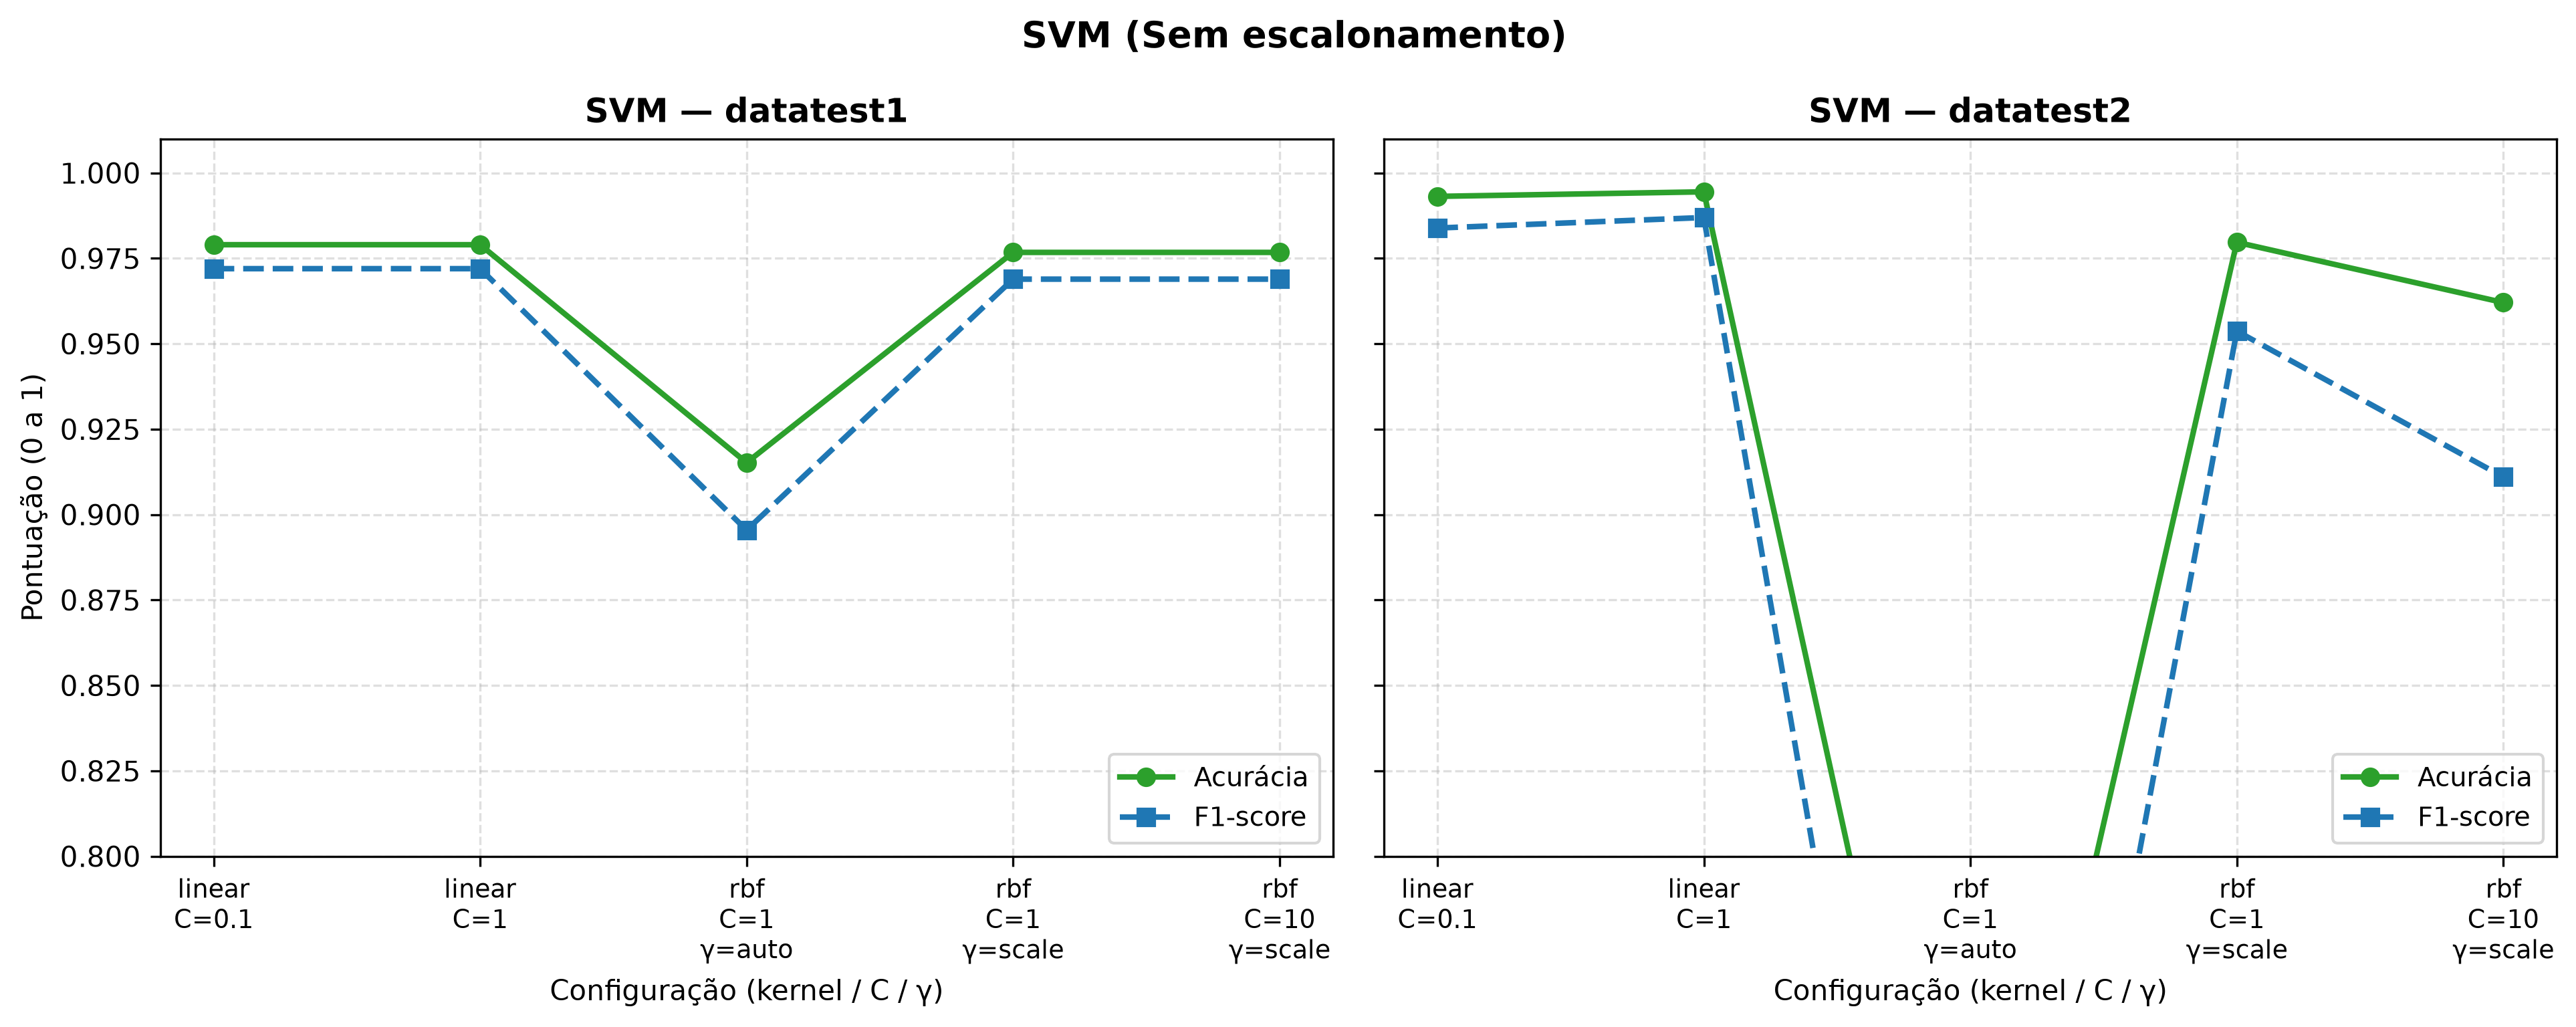 SVM (Sem escalonamento)
SVM — datatest1
Pontuação (0 a 1)
1.000
0.975
0.950
0.925
0.900
0.875
0.850
0.825
0.800
Acurácia
F1-score
linear
C=0.1
linear
C=1
rbf
C=1
γ=auto
rbf
C=1
γ=scale
rbf
C=10
γ=scale
Configuração (kernel / C / γ)
SVM — datatest2
Acurácia
F1-score
linear
C=0.1
linear
C=1
rbf
C=1
γ=auto
rbf
C=1
γ=scale
rbf
C=10
γ=scale
Configuração (kernel / C / γ)